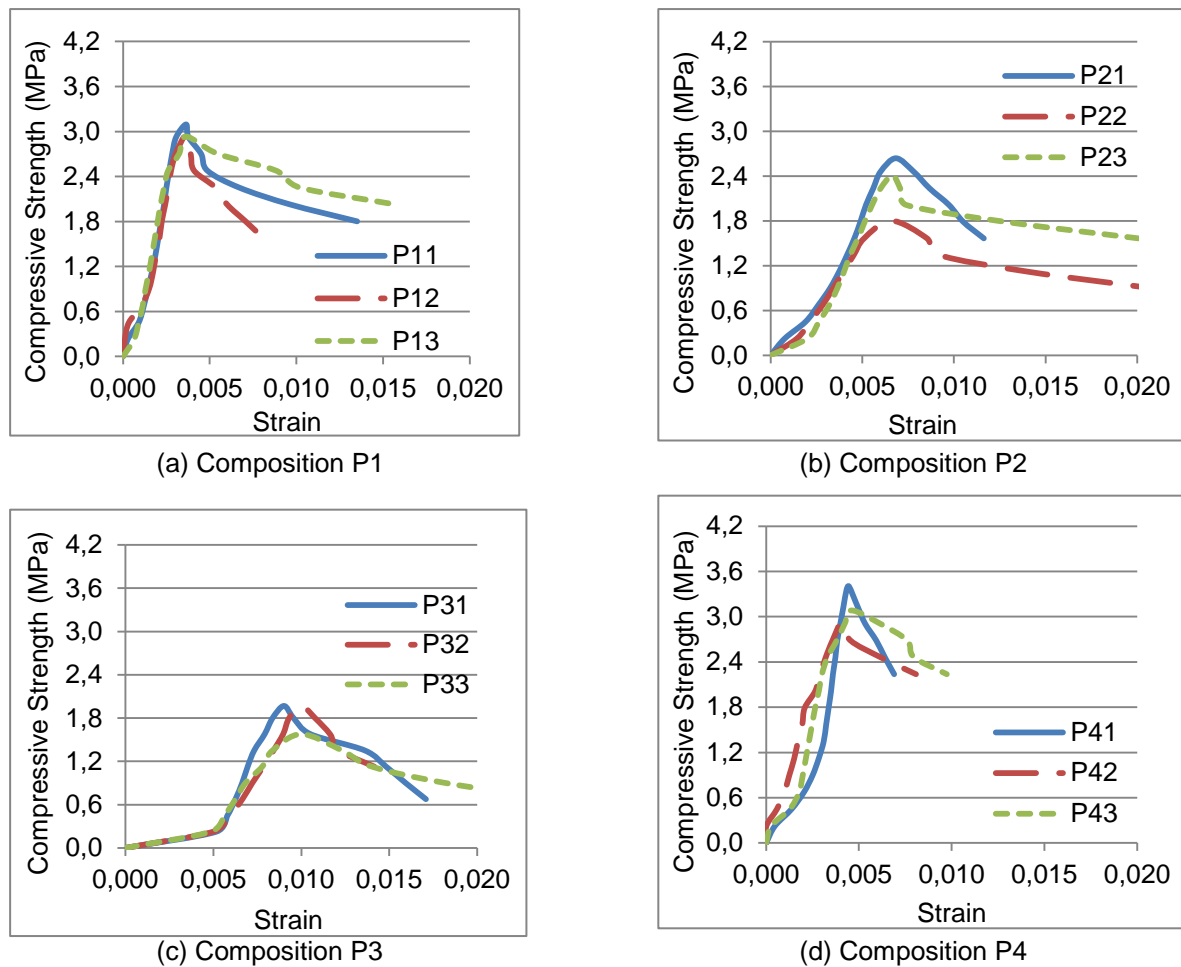 Compressive Strength (MPa)
4,2
3,6
3,0
2,4
1,8
1,2
0,6
0,0
P11
P12
P13
0,000 0,005 0,010 0,015 0,020
Strain
(a) Composition P1
Compressive Strength (MPa)
4,2
3,6
3,0
2,4
1,8
1,2
0,6
0,0
P21
P22
P23
0,000 0,005 0,010 0,015 0,020
Strain
(b) Composition P2
Compressive Strength (MPa)
4,2
3,6
3,0
2,4
1,8
1,2
0,6
0,0
P31
P32
P33
0,000 0,005 0,010 0,015 0,020
Strain
(c) Composition P3
Compressive Strength (MPa)
4,2
3,6
3,0
2,4
1,8
1,2
0,6
0,0
P41
P42
P43
0,000 0,005 0,010 0,015 0,020
Strain
(d) Composition P4